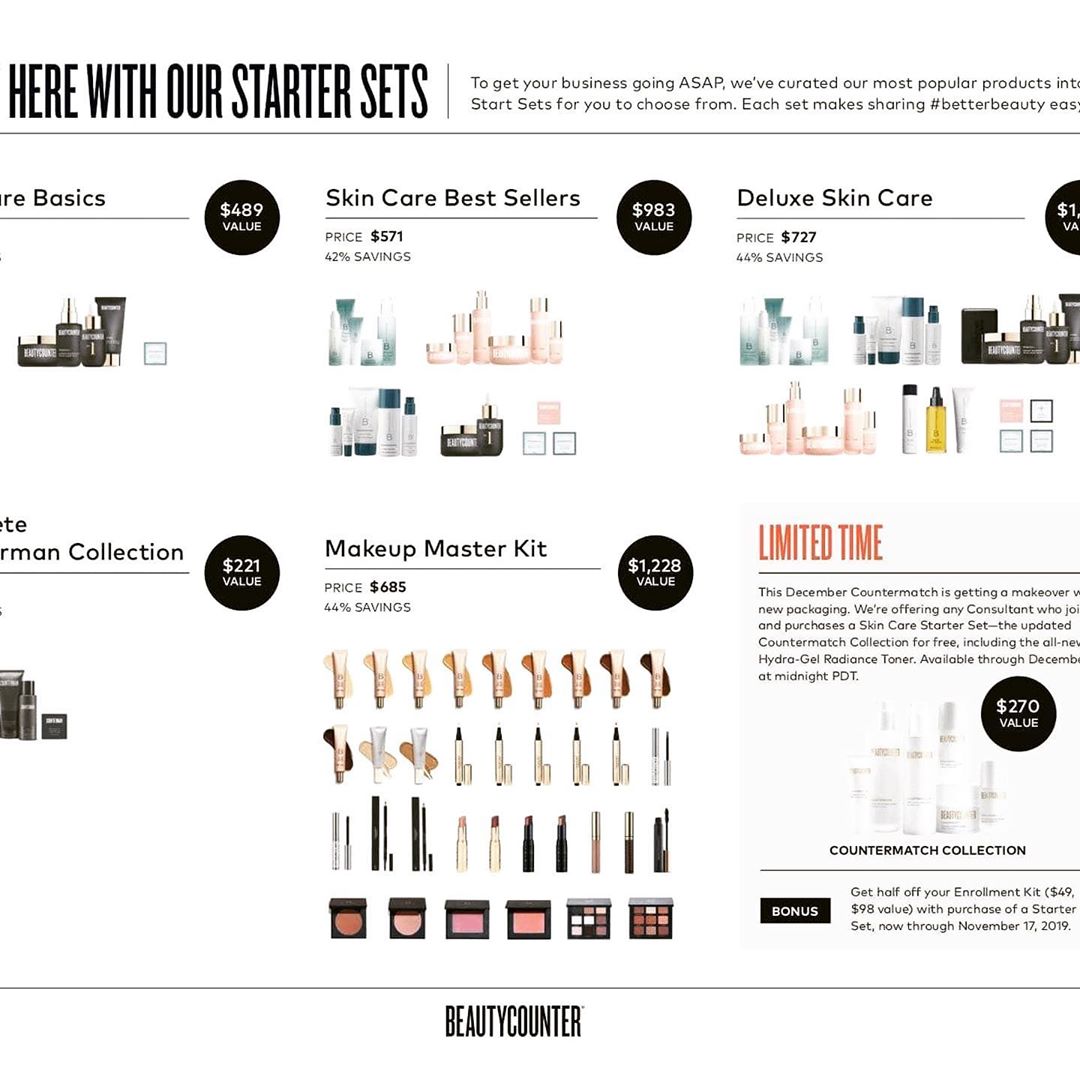 HERE WITH OUR STARTER SETS
To get your business going ASAP, we've curated our most popular products into
Start Sets for you to choose from. Each set makes sharing #betterbeauty easy
re Basics
$489
VALUE
Skin Care Best Sellers
PRICE $571
42% SAVINGS
$983
VALUE
Deluxe Skin Care
PRICE $727
44% SAVINGS
$1,
VA
BEAUTYCOUNTER
BEAUTYCOUNTER
BEAUTYCOUNTER
ete
rman Collection
$221
VALUE
Makeup Master Kit
PRICE $685
44% SAVINGS
$1,228
VALUE
LIMITED TIME
This December Countermatch is getting a makeover w
new packaging. We're offering any Consultant who joi
and purchases a Skin Care Starter Set—the updated
Countermatch Collection for free, including the all-new
Hydra-Gel Radiance Toner. Available through Decembe
at midnight PDT.
$270
VALUE
COUNTERMATCH COLLECTION
BONUS
Get half off your Enrollment Kit ($49,
$98 value) with purchase of a Starter
Set, now through November 17, 2019.
BEAUTYCOUNTER